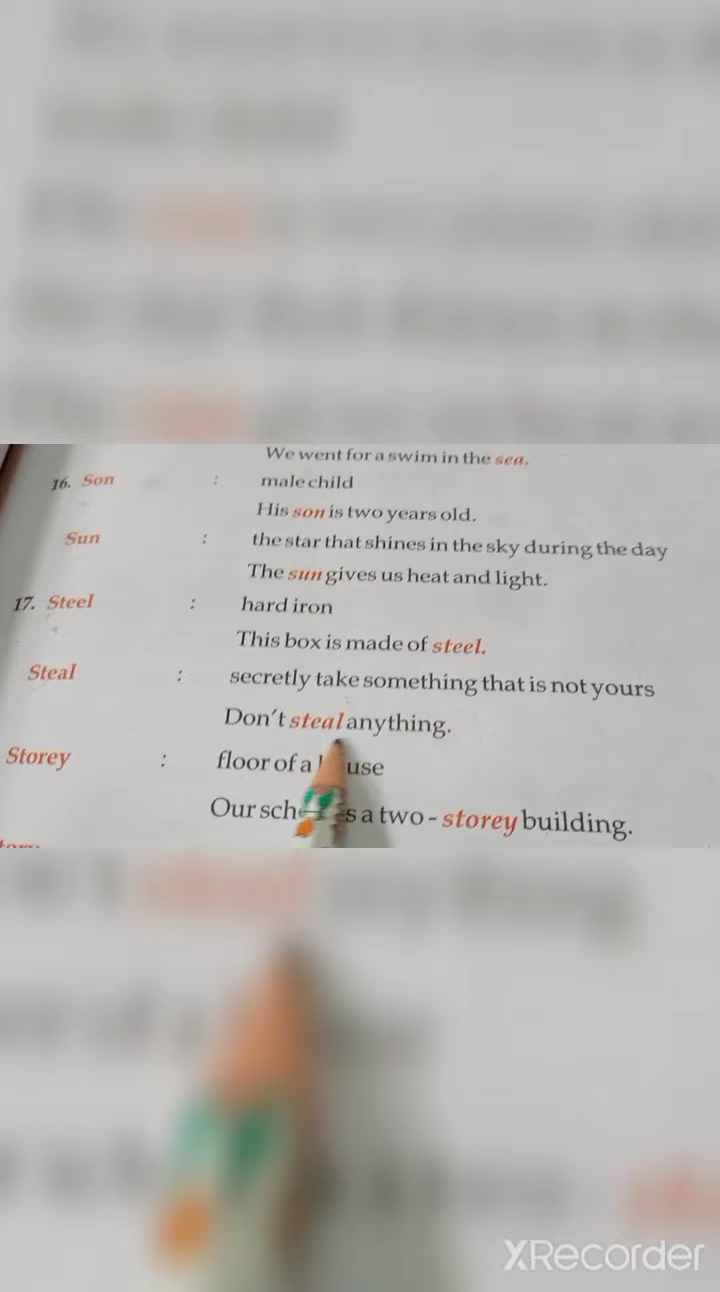 We went for a swim in the sea.
16. Son : male child
His son is two years old.
Sun : the star that shines in the sky during the day
The sun gives us heat and light.
17. Steel : hard iron
This box is made of steel.
Steal : secretly take something that is not yours
Don't steal anything.
Storey : floor of a
Our a two-storey building.
XRecorder